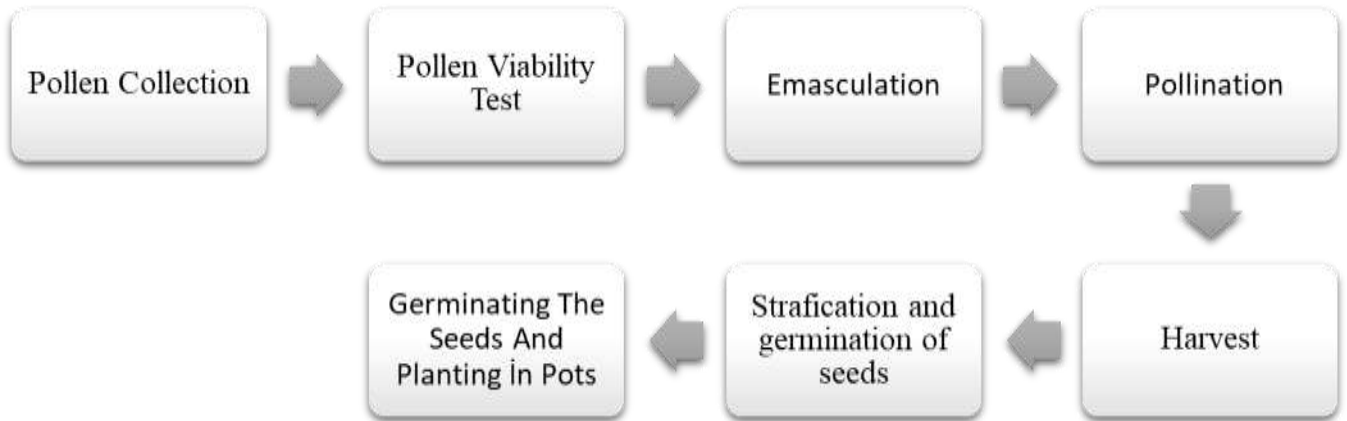 Pollen Collection
Pollen Viability
Test
Emasculation
Pollination
Harvest
Strafication and
germination of
seeds
Germinating The
Seeds And
Planting İn Pots